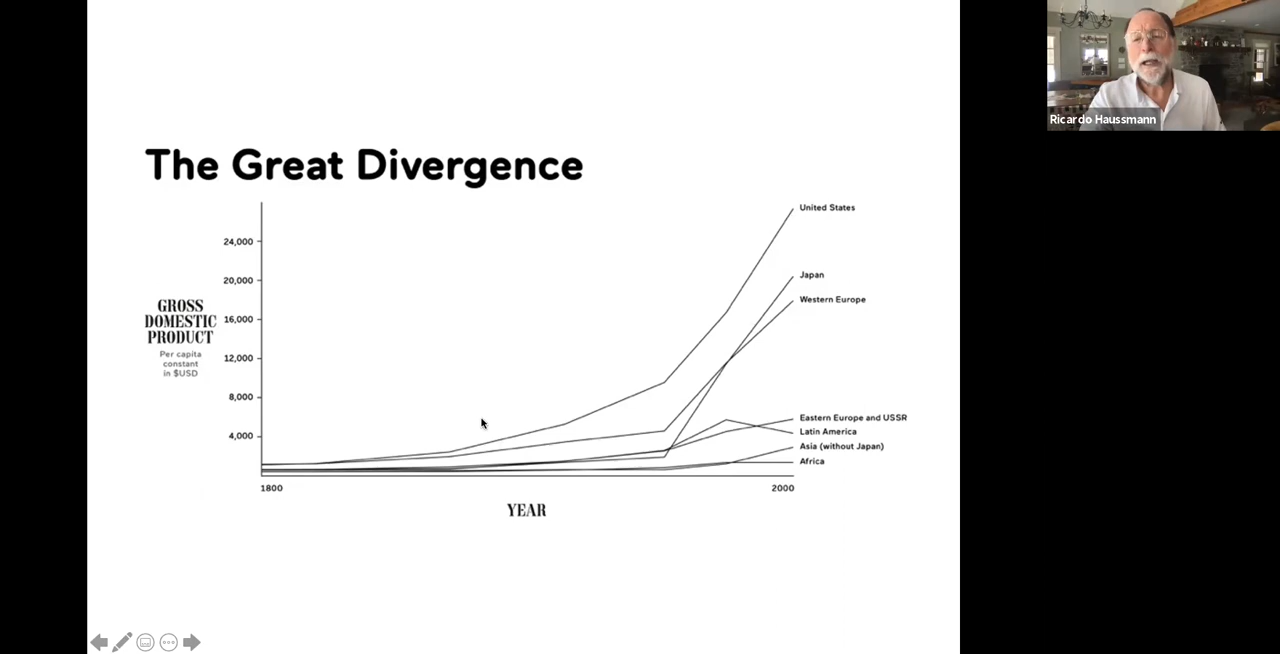 Ricardo Haussmann
The Great Divergence
United States
24,000
20,000
16,000
12,000
8,000
4,000
GROSS
DOMESTIC
PRODUCT
Per capita
constant
in $USD
Japan
Western Europe
Eastern Europe and USSR
Latin America
Asia (without Japan)
Africa
1800
2000
YEAR